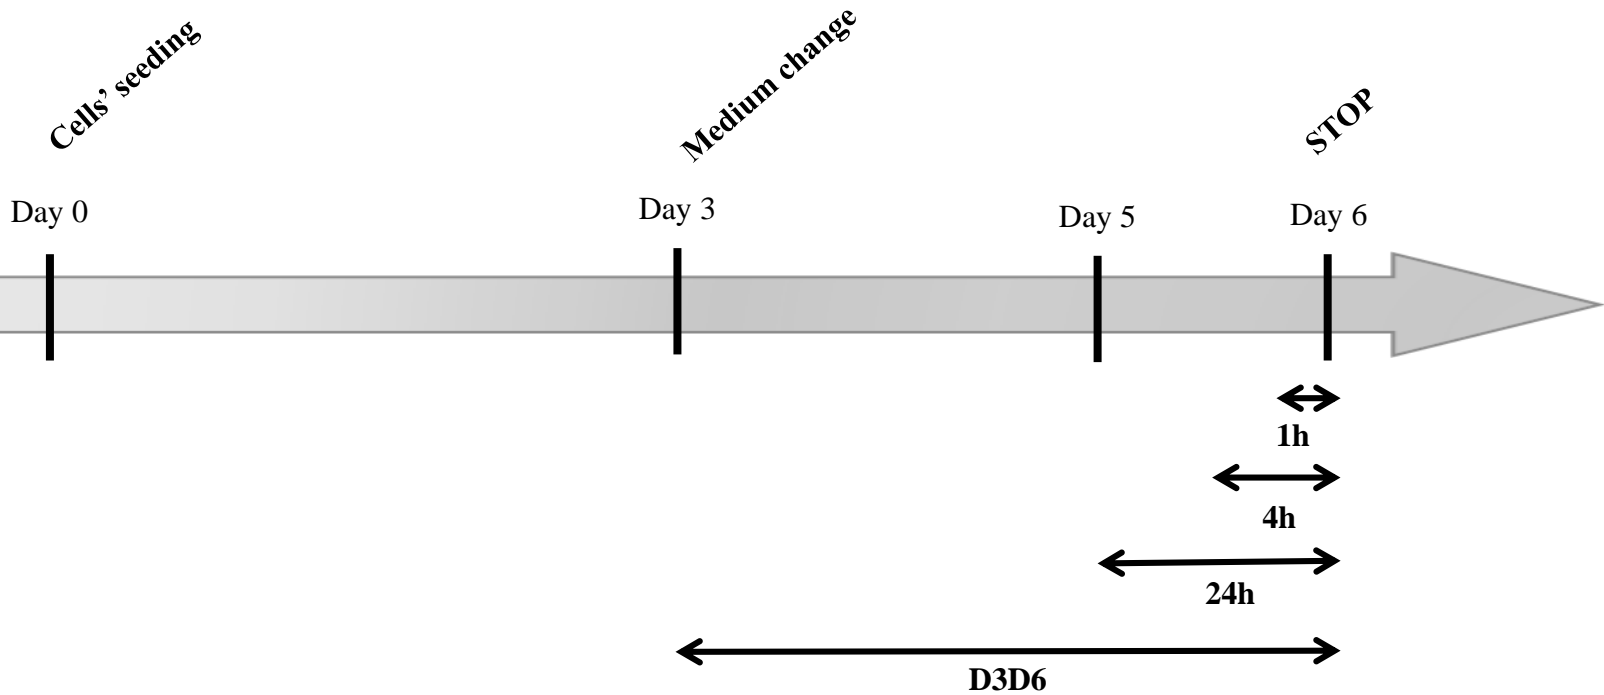 Cells’ seeding
Medium change
STOP
Day 0
Day 3
Day 5
Day 6
1h
4h
24h
D3D6